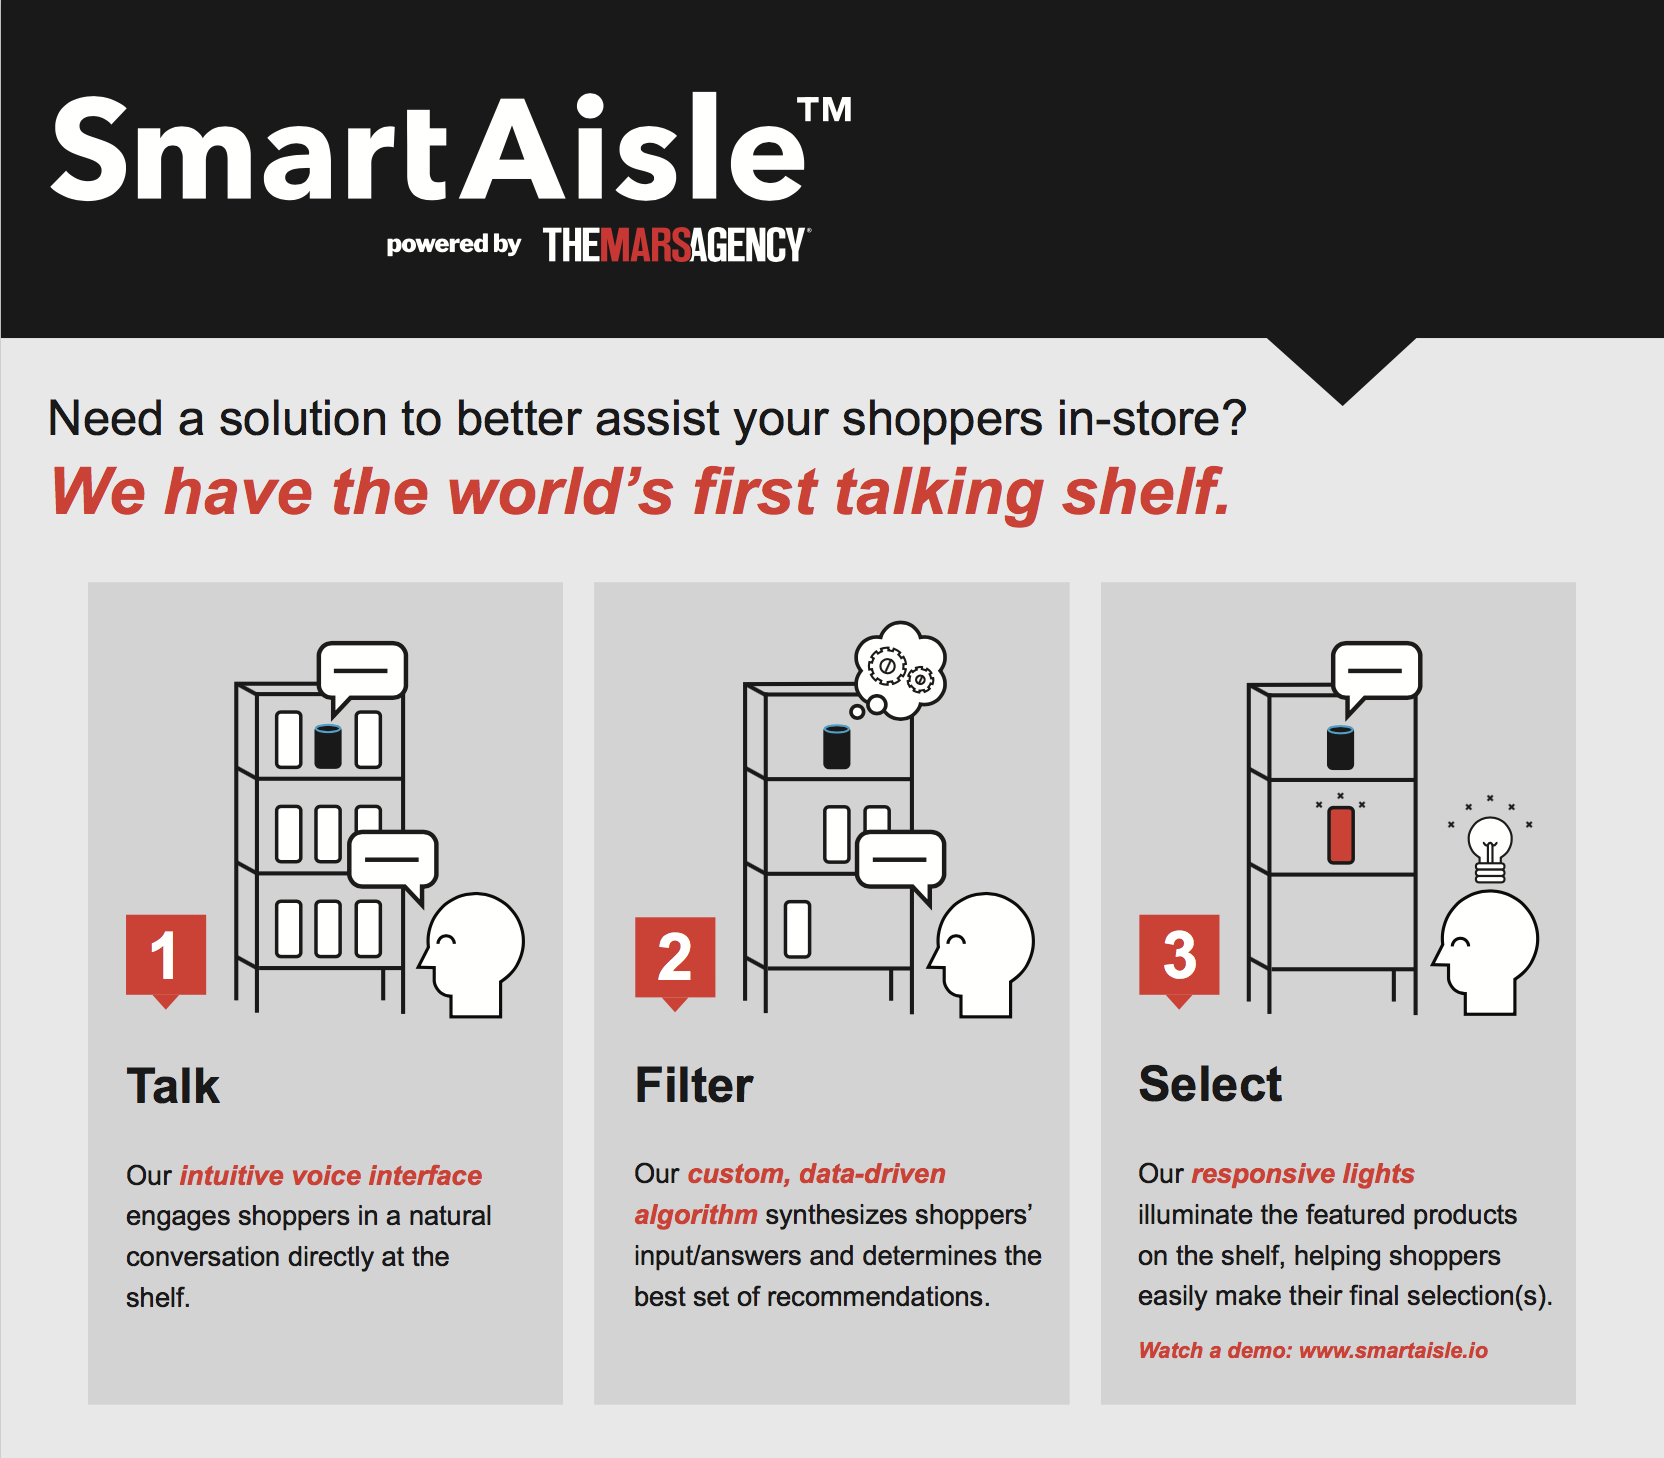 SmartAisle™
powered by THEMARSAGENCY®
Need a solution to better assist your shoppers in-store?
We have the world’s first talking shelf.
1
Talk
Our intuitive voice interface
engages shoppers in a natural
conversation directly at the
shelf.
2
Filter
Our custom, data-driven
algorithm synthesizes shoppers’
input/answers and determines the
best set of recommendations.
3
Select
Our responsive lights
illuminate the featured products
on the shelf, helping shoppers
easily make their final selection(s).
Watch a demo: www.smartaisle.io